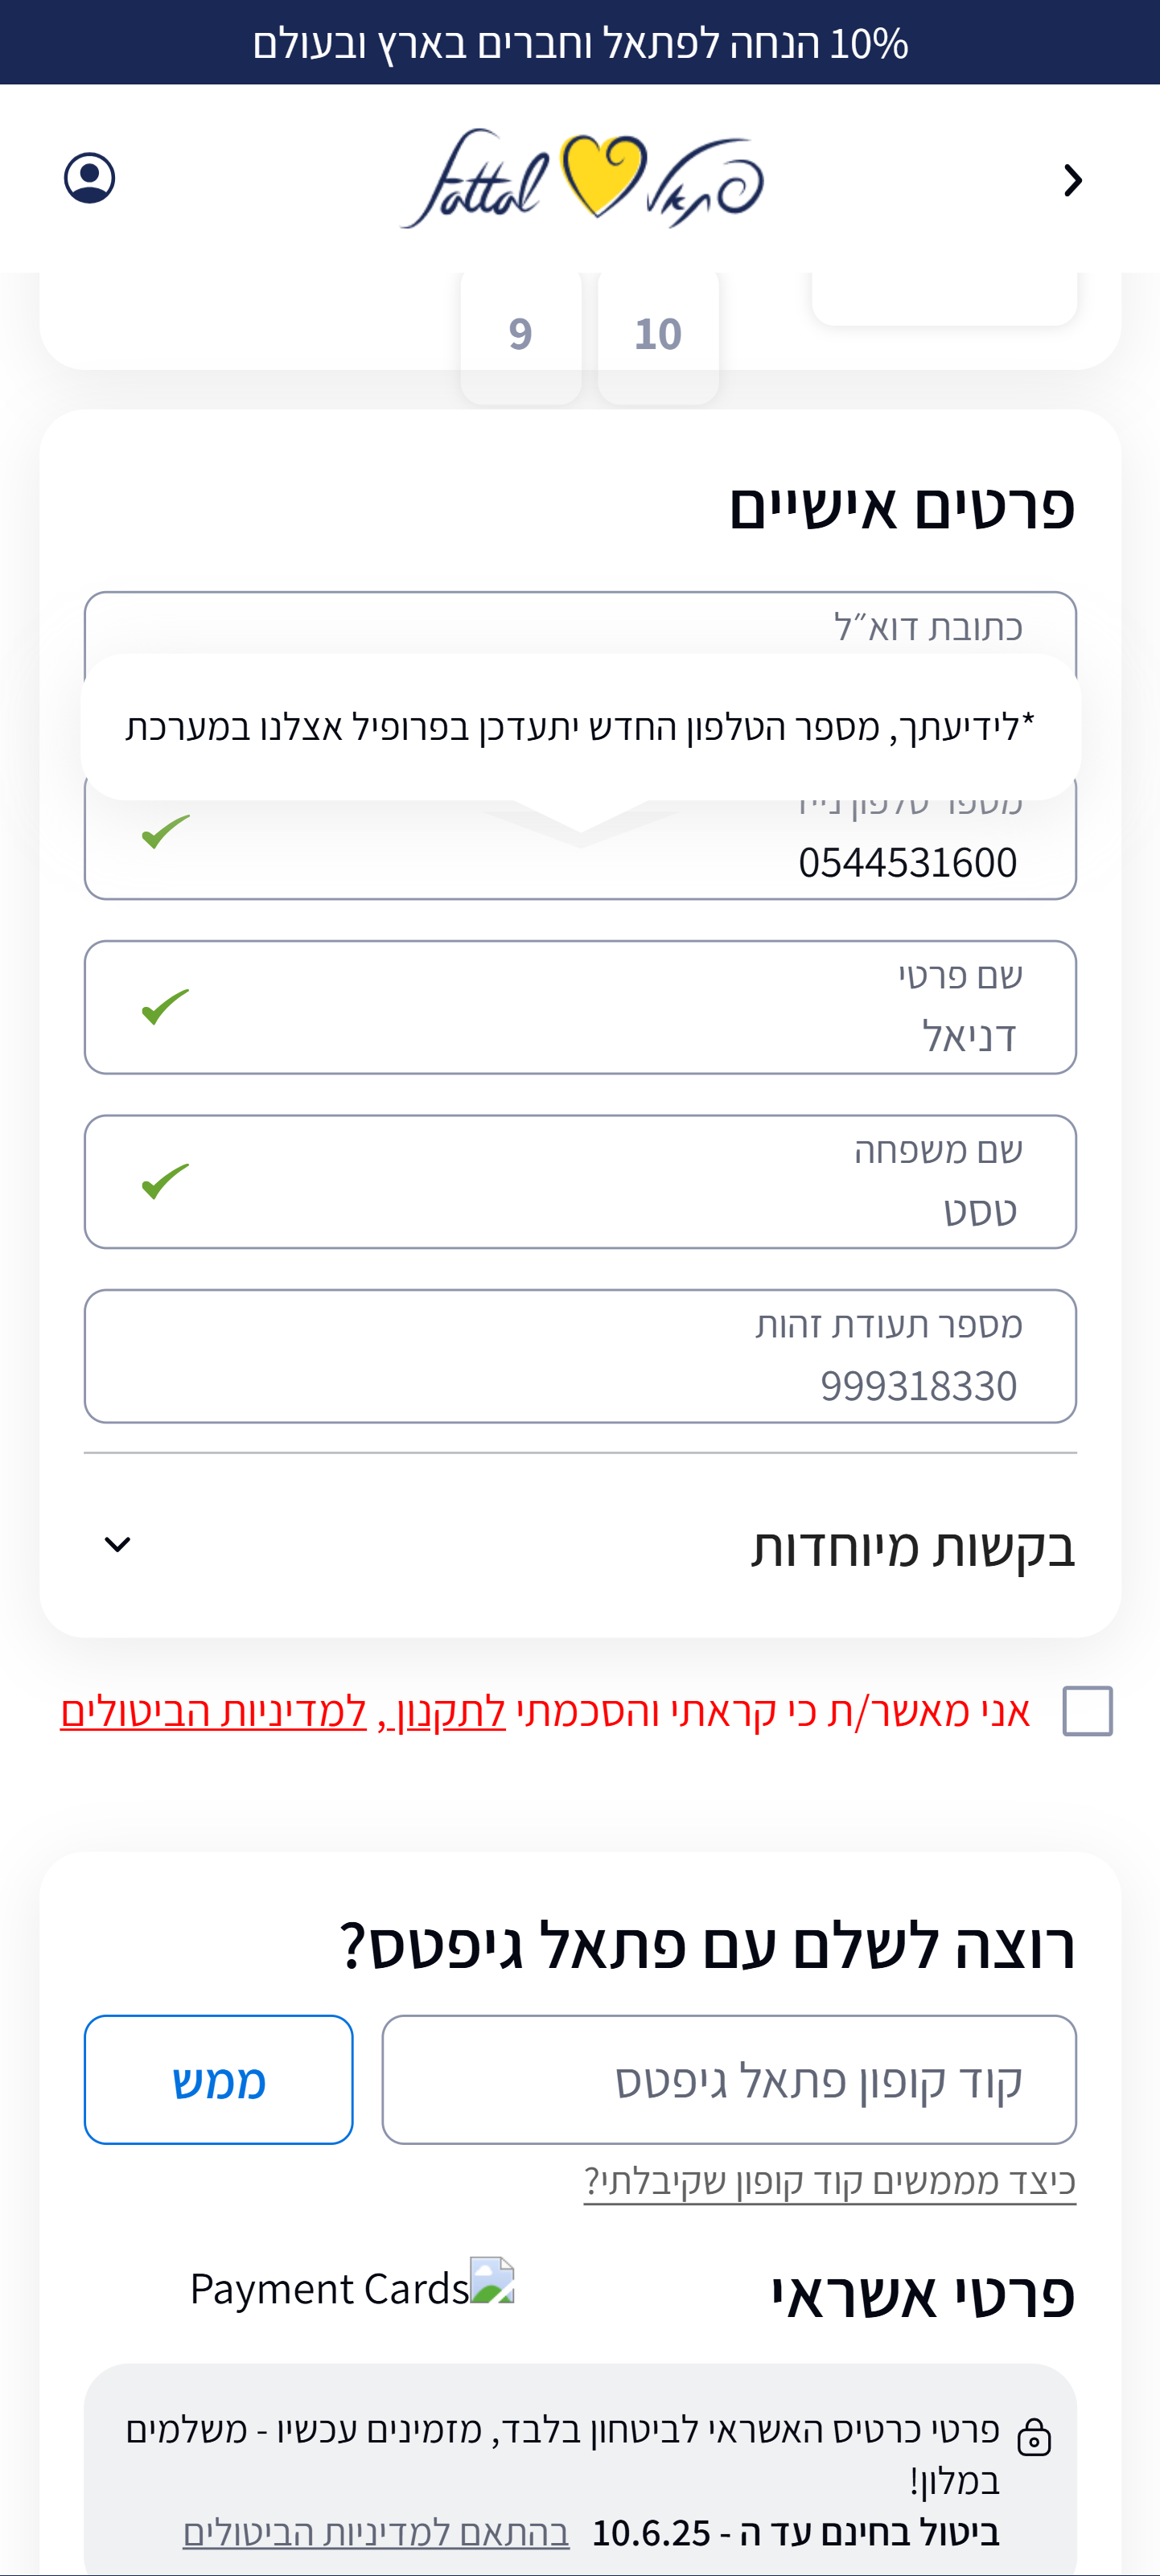 10% הנחה לפתאל וחברים בארץ ובעולם
fattal פתאל
10 9
פרטים אישיים
כתובת דוא״ל
*לידיעתך, מספר הטלפון החדש יתעדכן בפרופיל אצלנו במערכת
מספר טלפון נייד
0544531600
שם פרטי
דניאל
שם משפחה
טסט
מספר תעודת זהות
999318330
בקשות מיוחדות
אני מאשר/ת כי קראתי והסכמתי לתקנון , למדיניות הביטולים
רוצה לשלם עם פתאל גיפטס?
קוד קופון פתאל גיפטס
ממש
כיצד מממשים קוד קופון שקיבלתי?
פרטי אשראי
Payment Cards
פרטי כרטיס האשראי לביטחון בלבד, מזמינים עכשיו - משלמים
במלון!
ביטול בחינם עד ה - 10.6.25 בהתאם למדיניות הביטולים